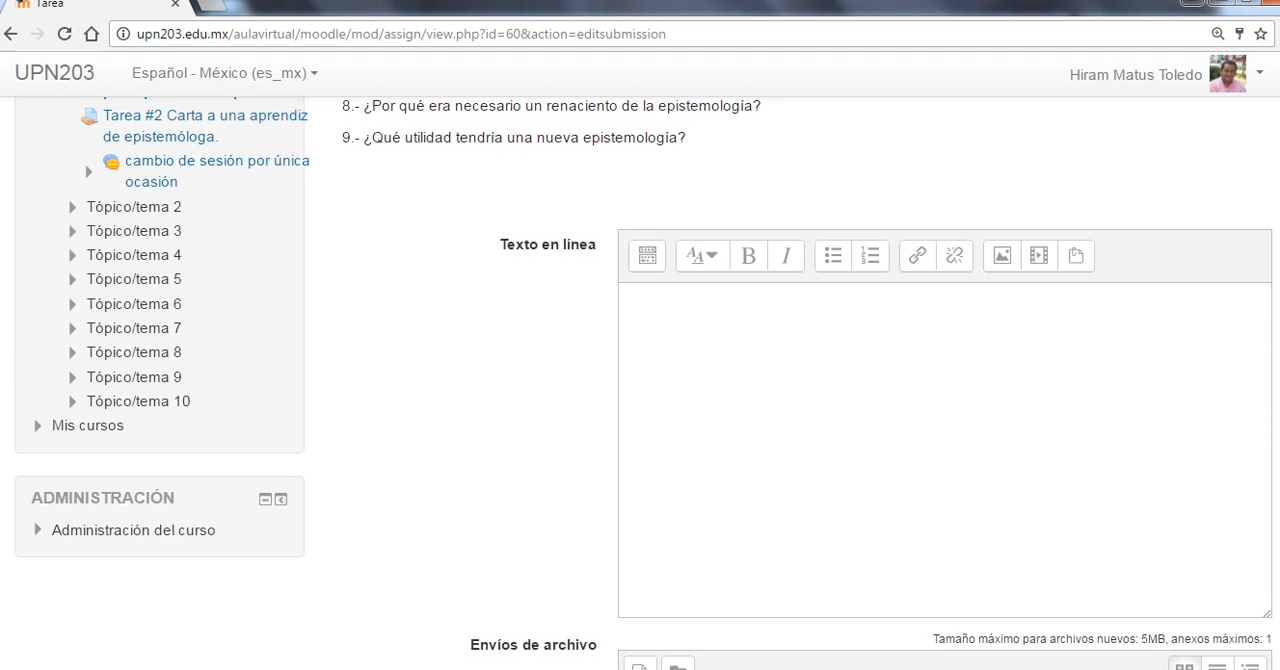 Tarea
upn203.edu.mx/aulavirtual/moodle/mod/assign/view.php?id=60&action=editsubmission
UPN203
Español - México (es_mx)
Hiram Matus Toledo
Tarea #2 Carta a una aprendiz
de epistemóloga.
cambio de sesión por única
ocasión
Tópico/tema 2
Tópico/tema 3
Tópico/tema 4
Tópico/tema 5
Tópico/tema 6
Tópico/tema 7
Tópico/tema 8
Tópico/tema 9
Tópico/tema 10
Mis cursos
ADMINISTRACIÓN
Administración del curso
8.- ¿Por qué era necesario un renaciento de la epistemología?
9.- ¿Qué utilidad tendría una nueva epistemología?
Texto en línea
B I
Envíos de archivo
Tamaño máximo para archivos nuevos: 5MB, anexos máximos: 1